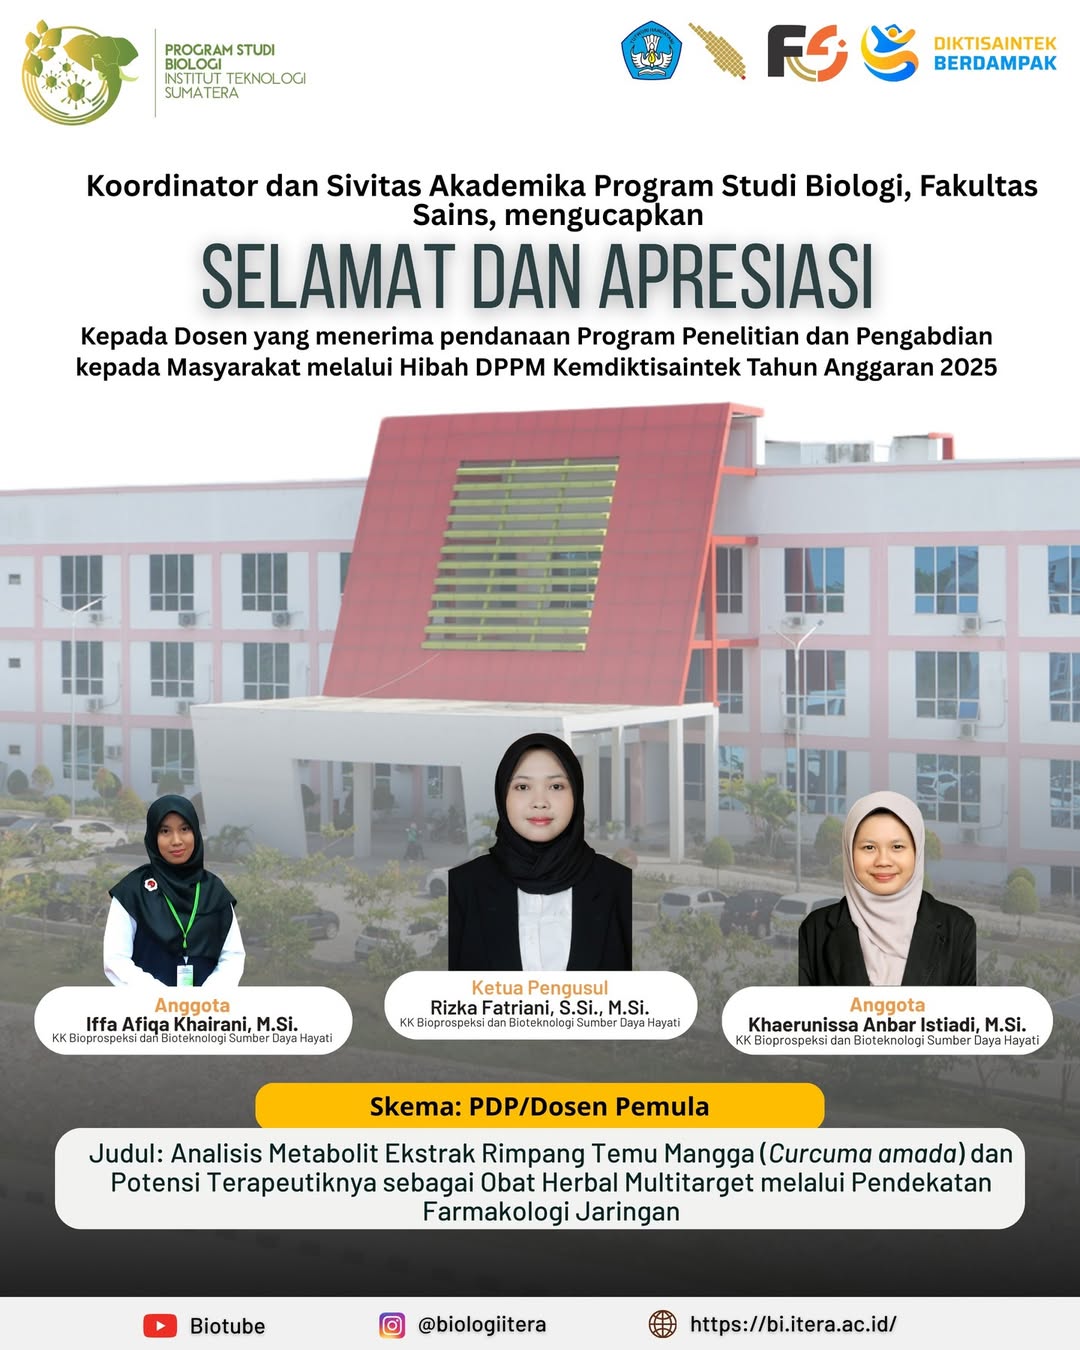 PROGRAM STUDI
BIOLOGI
INSTITUT TEKNOLOGI
SUMATERA
FS
DIKTISAINTEK
BERDAMPAK
Koordinator dan Sivitas Akademika Program Studi Biologi, Fakultas
Sains, mengucapkan
SELAMAT DAN APRESIASI
Kepada Dosen yang menerima pendanaan Program Penelitian dan Pengabdian
kepada Masyarakat melalui Hibah DPPM Kemdiktisaintek Tahun Anggaran 2025
Anggota
Iffa Afiqa Khairani, M.Si.
KK Bioprospeksi dan Bioteknologi Sumber Daya Hayati
Ketua Pengusul
Rizka Fatriani, S.Si., M.Si.
KK Bioprospeksi dan Bioteknologi Sumber Daya Hayati
Anggota
Khaerunissa Anbar Istiadi, M.Si.
KK Bioprospeksi dan Bioteknologi Sumber Daya Hayati
Skema: PDP/Dosen Pemula
Judul: Analisis Metabolit Ekstrak Rimpang Temu Mangga (Curcuma amada) dan
Potensi Terapeutiknya sebagai Obat Herbal Multitarget melalui Pendekatan
Farmakologi Jaringan
Biotube
@biologiitera
https://bi.itera.ac.id/